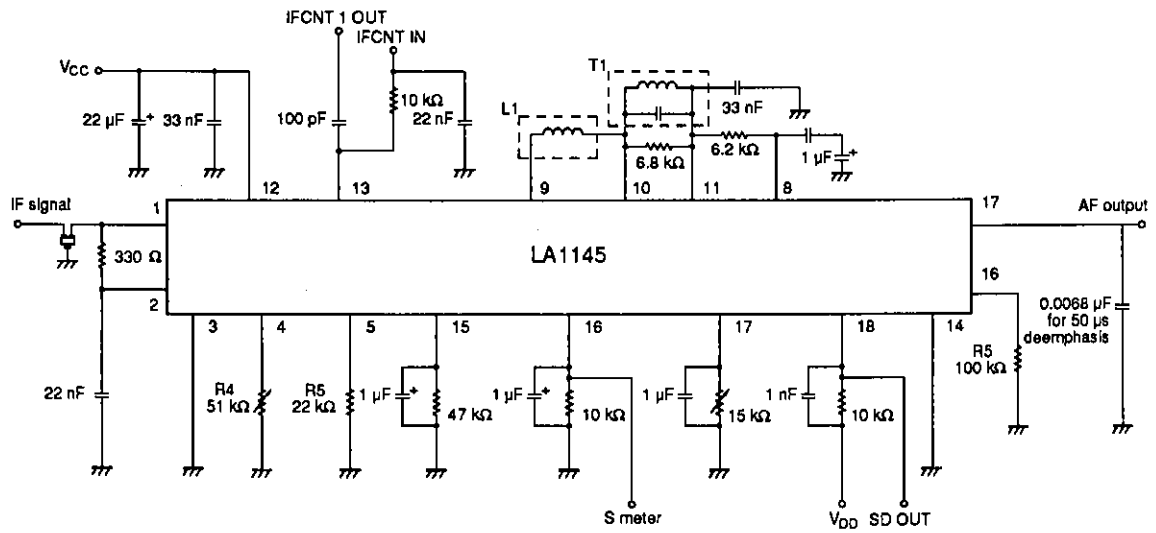 IFCNT 1 OUT
IFCNT IN
VCC
T1
10 kΩ
33 nF
22 µF +
33 nF
100 pF
22 nF
L1
6.8 kΩ
6.2 kΩ
1 µF +
12
13
9
10
11
8
IF signal
1
17
AF output
330 Ω
LA1145
16
2
0.0068 µF
for 50 µs
deemphasis
3
4
5
15
16
17
18
14
R5
100 kΩ
22 nF
R4
51 kΩ
R5
22 kΩ
1 µF +
47 kΩ
1 µF +
10 kΩ
1 µF
15 kΩ
1 nF
10 kΩ
S meter
VDD
SD OUT